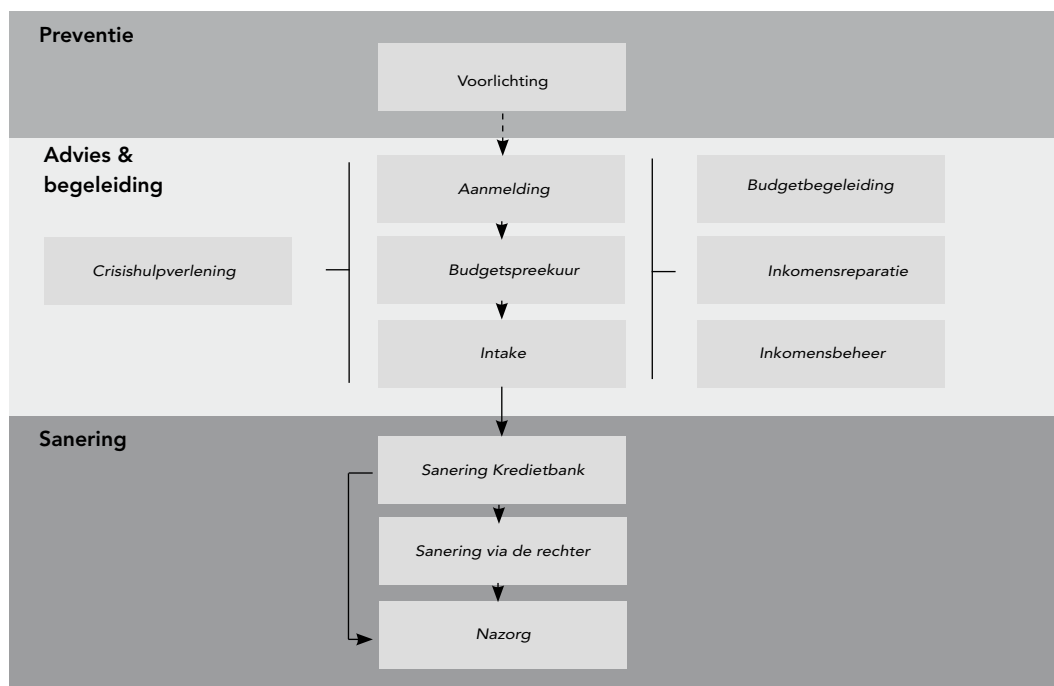 Preventie
Voorlichting
Advies &
begeleiding
Aanmelding
Budgetbegeleiding
Crisishulpverlening
Budgetspreekuur
Inkomensreparatie
Intake
Inkomensbeheer
Sanering
Sanering Kredietbank
Sanering via de rechter
Nazorg